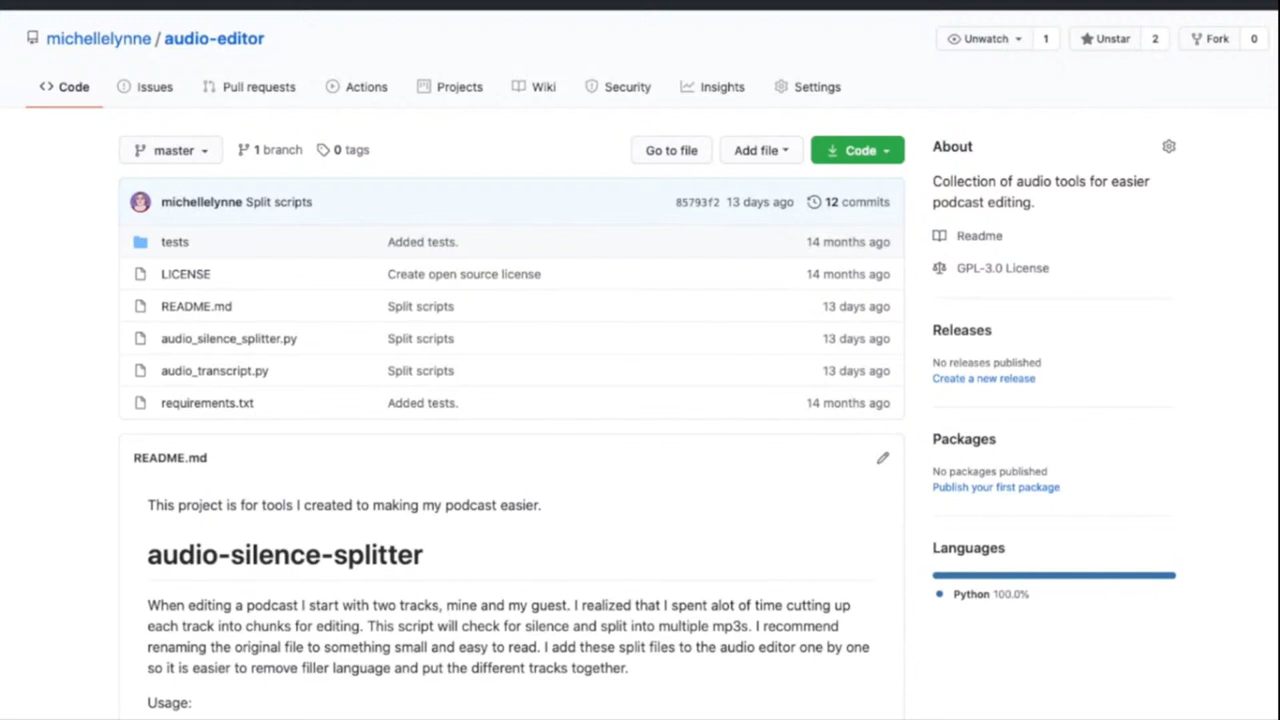 michellelynne / audio-editor
Unwatch 1 Unstar 2 Fork 0
Code Issues Pull requests Actions Projects Wiki Security Insights Settings
master 1 branch 0 tags Go to file Add file Code
michellelynne Split scripts 85793f2 13 days ago 12 commits
tests Added tests. 14 months ago
LICENSE Create open source license 14 months ago
README.md Split scripts 13 days ago
audio_silence_splitter.py Split scripts 13 days ago
audio_transcript.py Split scripts 13 days ago
requirements.txt Added tests. 14 months ago
README.md
This project is for tools I created to making my podcast easier.
audio-silence-splitter
When editing a podcast I start with two tracks, mine and my guest. I realized that I spent alot of time cutting up
each track into chunks for editing. This script will check for silence and split into multiple mp3s. I recommend
renaming the original file to something small and easy to read. I add these split files to the audio editor one by one
so it is easier to remove filler language and put the different tracks together.
Usage:
About
Collection of audio tools for easier
podcast editing.
Readme
GPL-3.0 License
Releases
No releases published
Create a new release
Packages
No packages published
Publish your first package
Languages
Python 100.0%